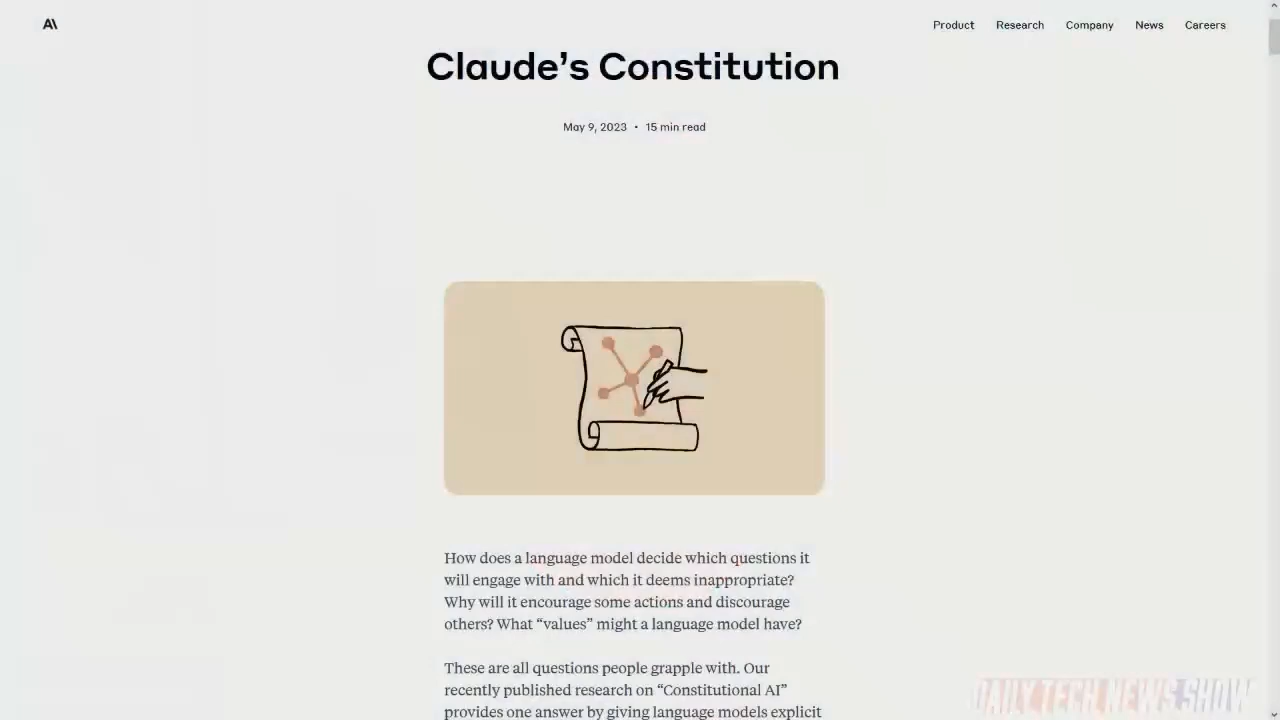 A\
Product Research Company News Careers
Claude’s Constitution
May 9, 2023 • 15 min read
How does a language model decide which questions it
will engage with and which it deems inappropriate?
Why will it encourage some actions and discourage
others? What “values” might a language model have?
These are all questions people grapple with. Our
recently published research on “Constitutional AI”
provides one answer by giving language models explicit
DAILY TECH NEWS SHOW